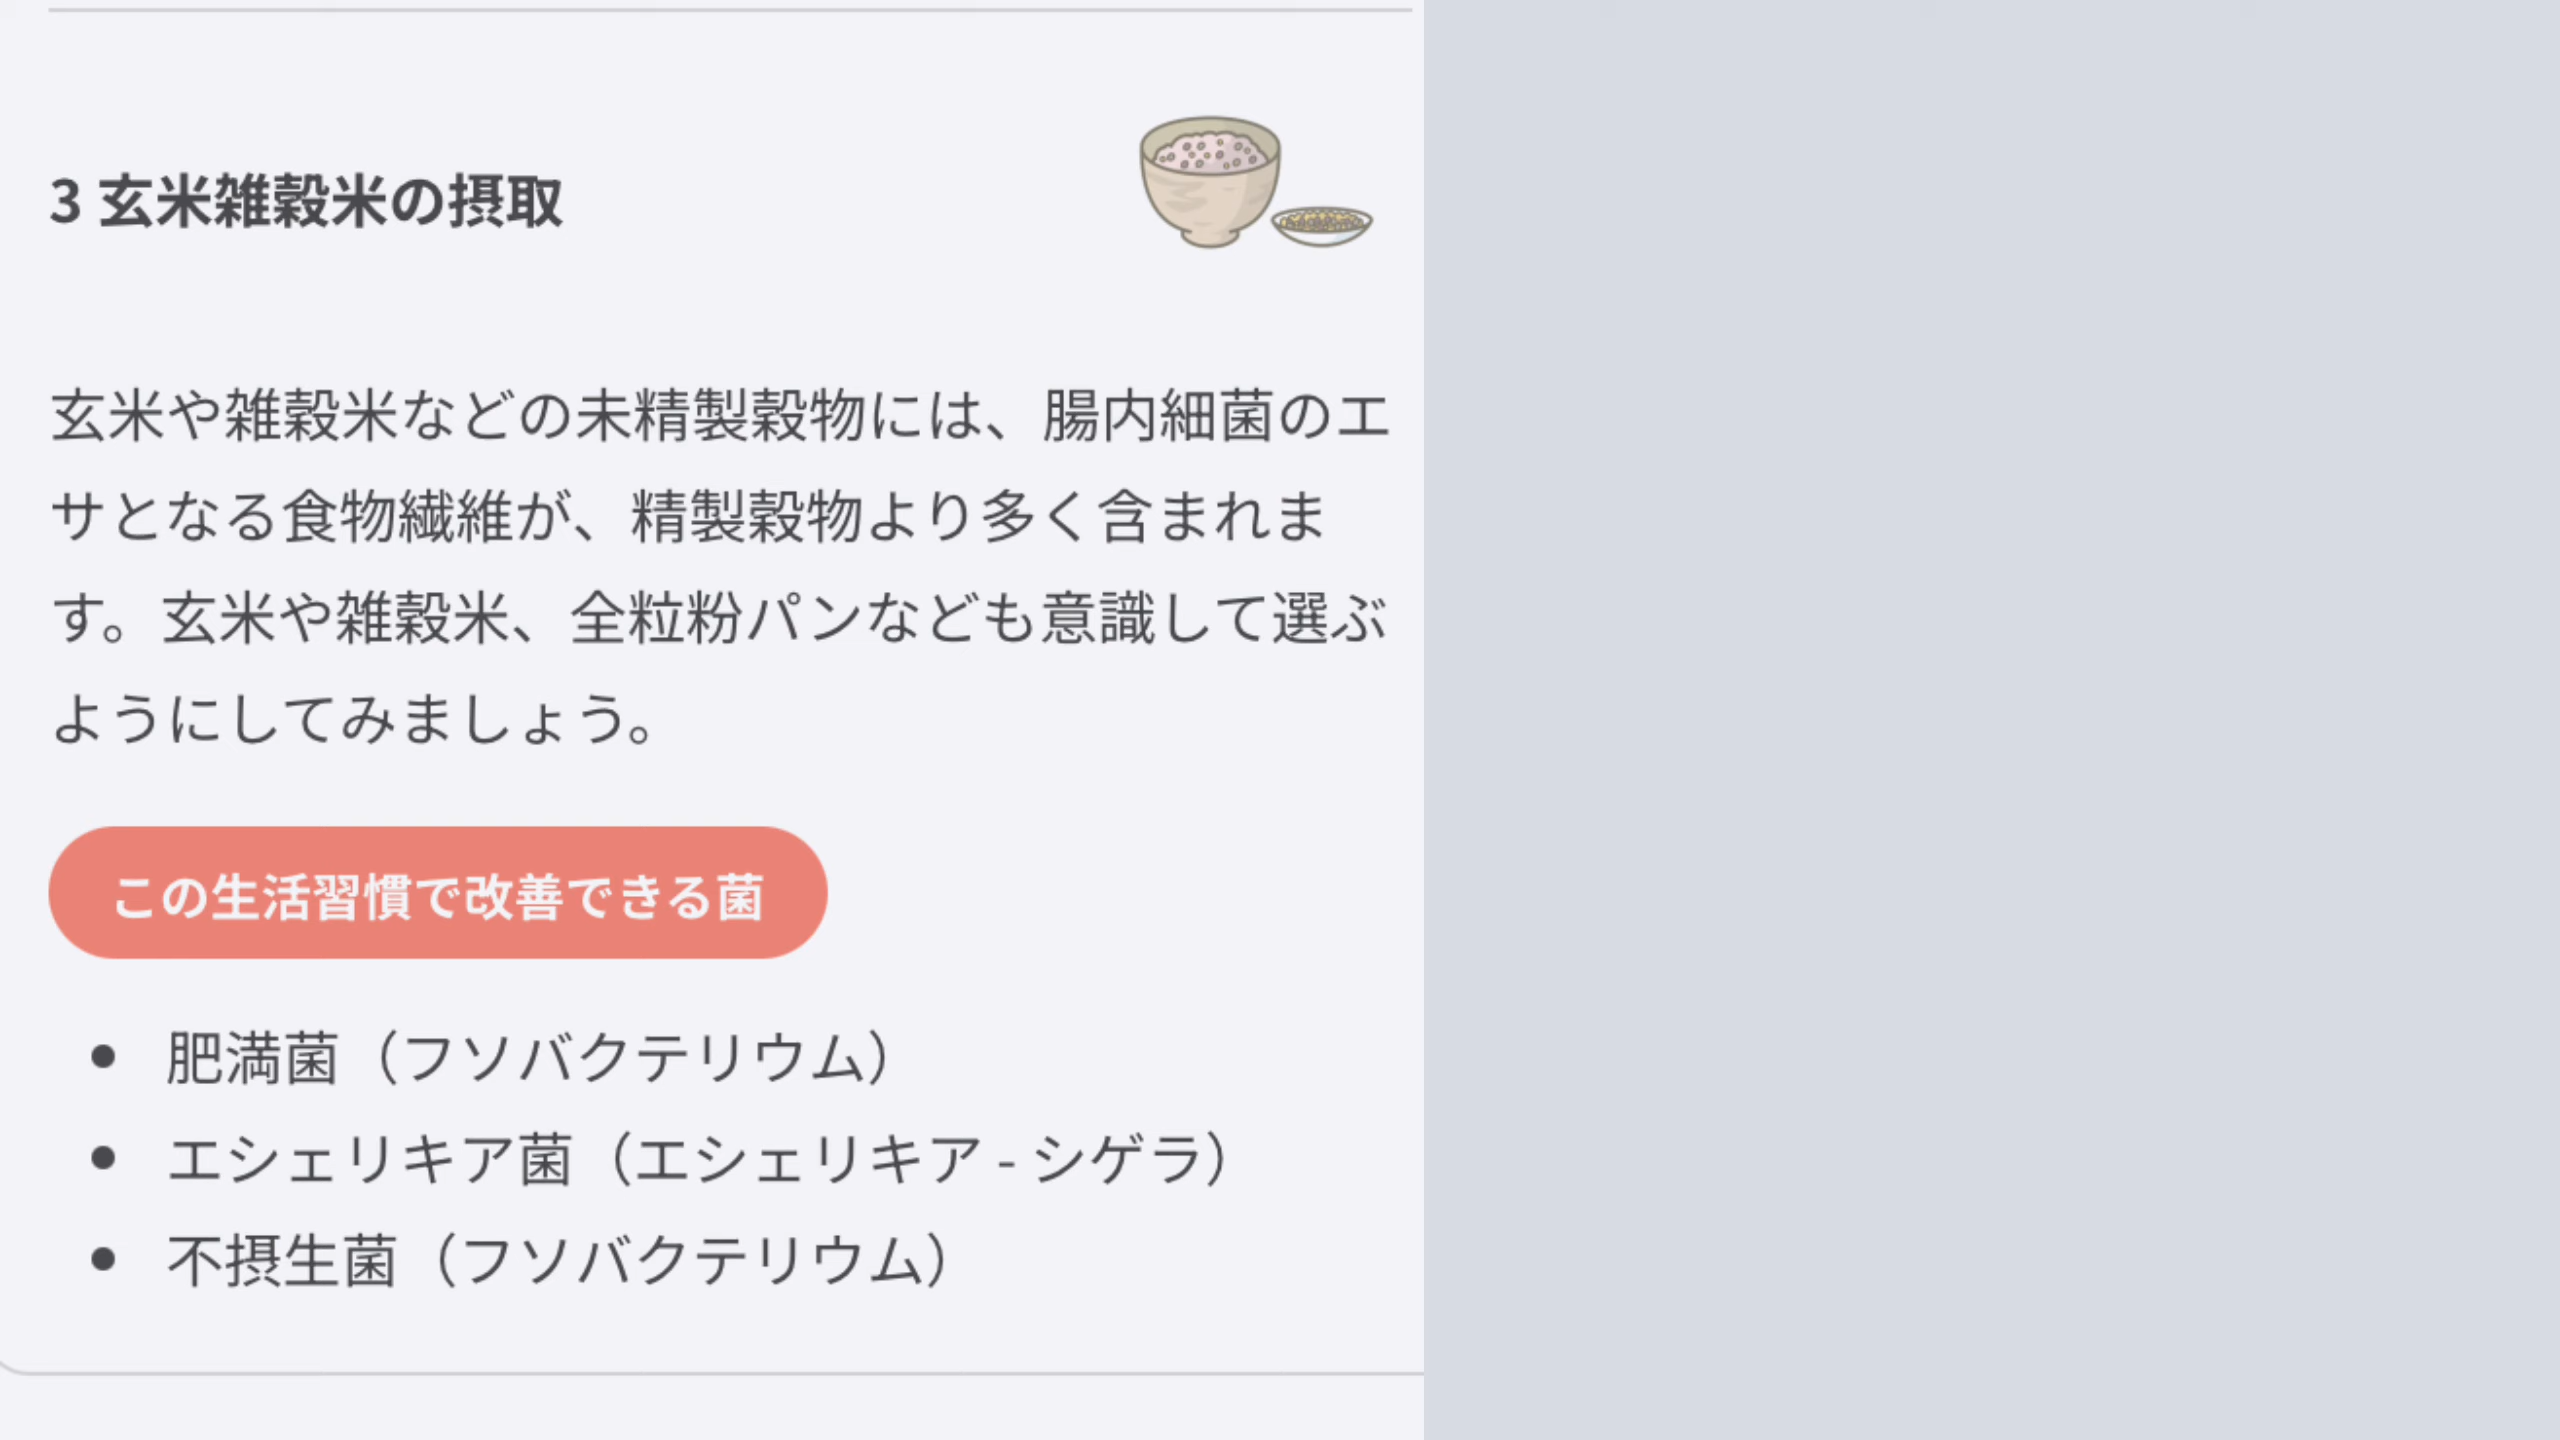 3 玄米雑穀米の摂取
玄米や雑穀米などの未精製穀物には、腸内細菌のエ
サとなる食物繊維が、精製穀物より多く含まれま
す。玄米や雑穀米、全粒粉パンなども意識して選ぶ
ようにしてみましょう。
この生活習慣で改善できる菌
• 肥満菌（フソバクテリウム）
• エシェリキア菌（エシェリキア - シゲラ）
• 不摂生菌（フソバクテリウム）